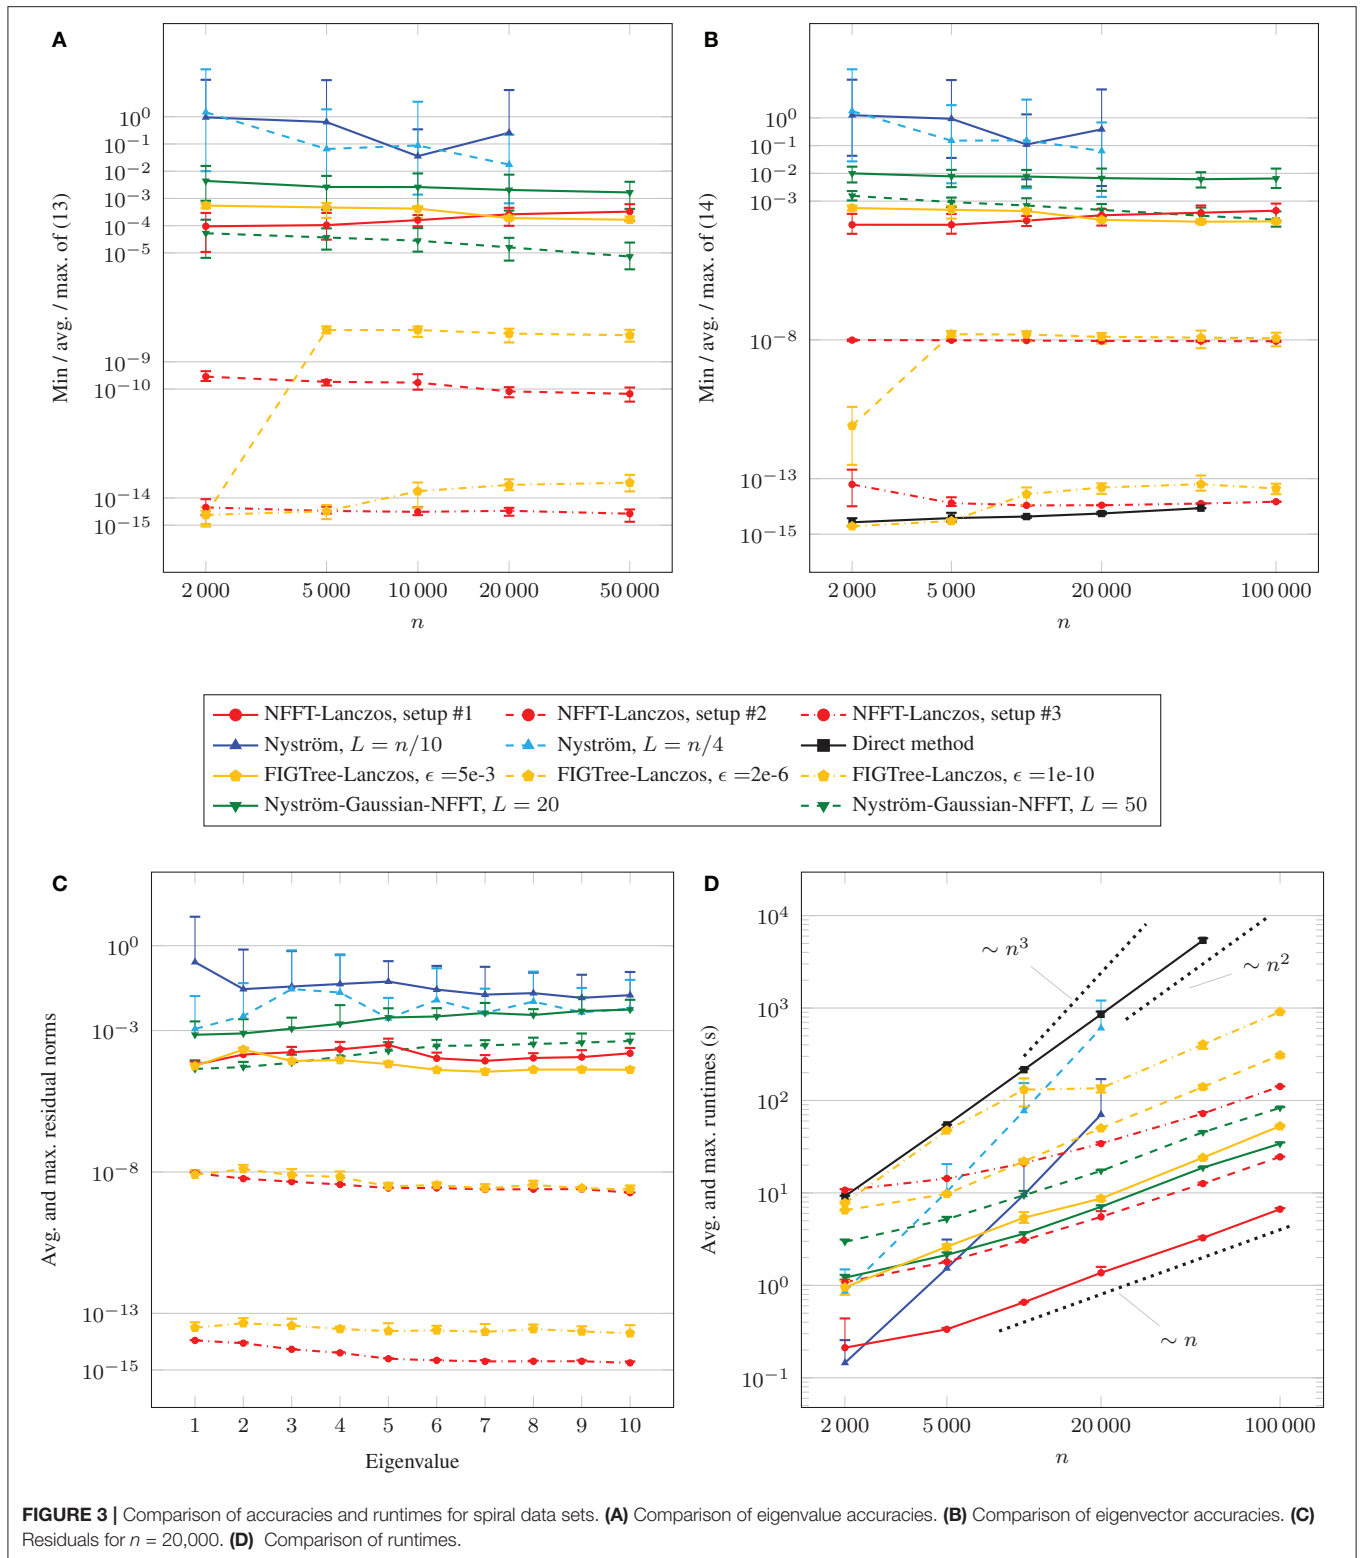 A
Min / avg. / max. of (13)
10^0
10^−1
10^−2
10^−3
10^−4
10^−5
10^−9
10^−10
10^−14
10^−15
2 000
5 000
10 000
20 000
50 000
n
B
Min / avg. / max. of (14)
10^0
10^−1
10^−2
10^−3
10^−8
10^−13
10^−15
2 000
5 000
20 000
100 000
n
NFFT-Lanczos, setup #1
NFFT-Lanczos, setup #2
NFFT-Lanczos, setup #3
Nyström, L = n/10
Nyström, L = n/4
Direct method
FIGTree-Lanczos, ϵ =5e-3
FIGTree-Lanczos, ϵ =2e-6
FIGTree-Lanczos, ϵ =1e-10
Nyström-Gaussian-NFFT, L = 20
Nyström-Gaussian-NFFT, L = 50
C
Avg. and max. residual norms
10^0
10^−3
10^−8
10^−13
10^−15
1 2 3 4 5 6 7 8 9 10
Eigenvalue
D
Avg. and max. runtimes (s)
10^4
10^3
10^2
10^1
10^0
10^−1
∼ n^3
∼ n^2
∼ n
2 000
5 000
20 000
100 000
n
FIGURE 3 | Comparison of accuracies and runtimes for spiral data sets. (A) Comparison of eigenvalue accuracies. (B) Comparison of eigenvector accuracies. (C)
Residuals for n = 20,000. (D) Comparison of runtimes.